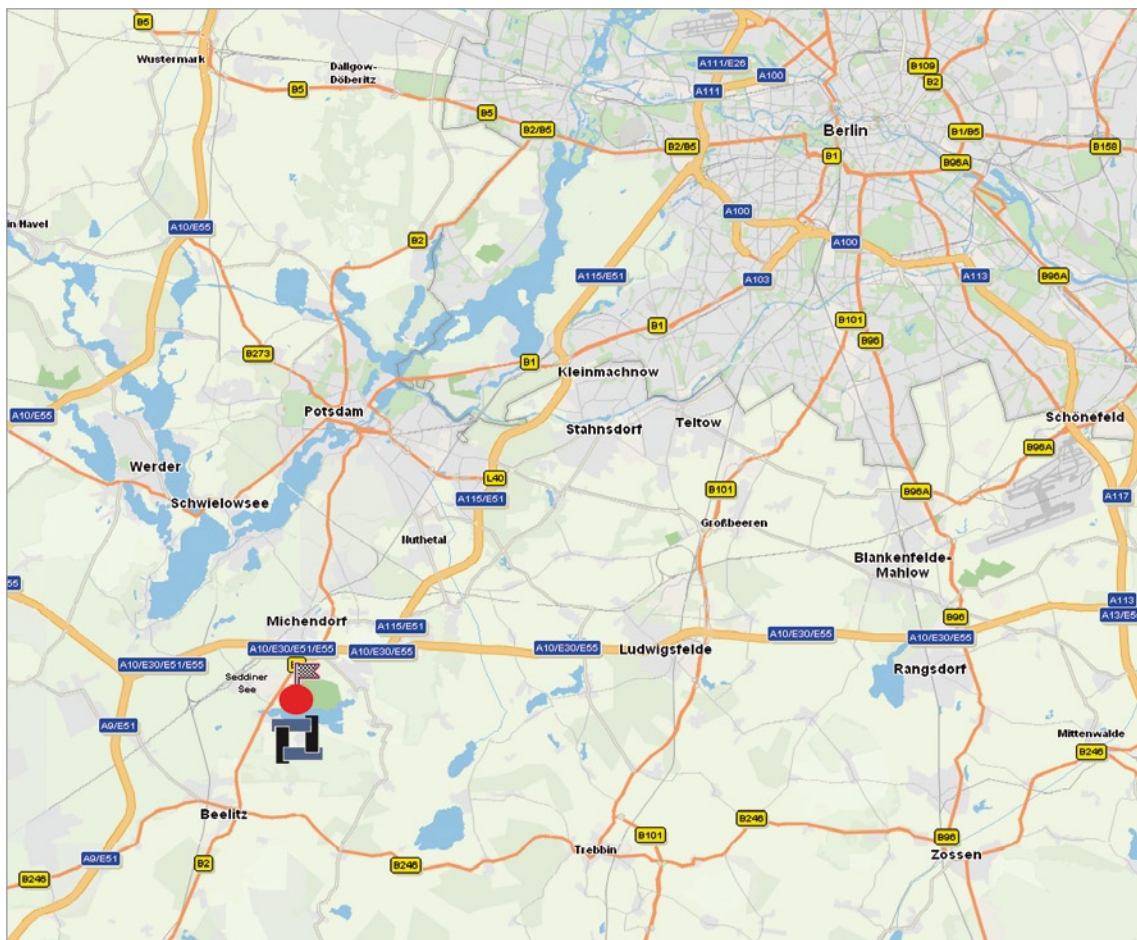 B5
Wustermark
Dallgow-
Döberitz
B5
B5
B2/B5
A111/E26
A100
A111
B109
B2
Berlin
B1/B5
B2/B5
B1
B158
B96A
in Havel
A10/E55
B2
A100
A100
A115/E51
A103
A113
B96A
B273
B1
B101
B96
B1
Kleinmachnow
A10/E55
Potsdam
Stahnsdorf
Teltow
Schönefeld
B96A
Werder
L40
B101
B96A
A115/E51
A117
Schwielowsee
Großbeeren
Nuthetal
Blankenfelde-
Mahlow
55
A113
Michendorf
A115/E51
B96
A13/E5
A10/E30/E51/E55
A10/E30/E55
A10/E30/E55
A10/E30/E55
A10/E30/E55
Ludwigsfelde
A10/E30/E51/E55
Rangsdorf
Seddiner
See
A9/E51
Mittenwalde
B246
Beelitz
B246
B101
B96
Trebbin
Zossen
A9/E51
B2
B246
B246